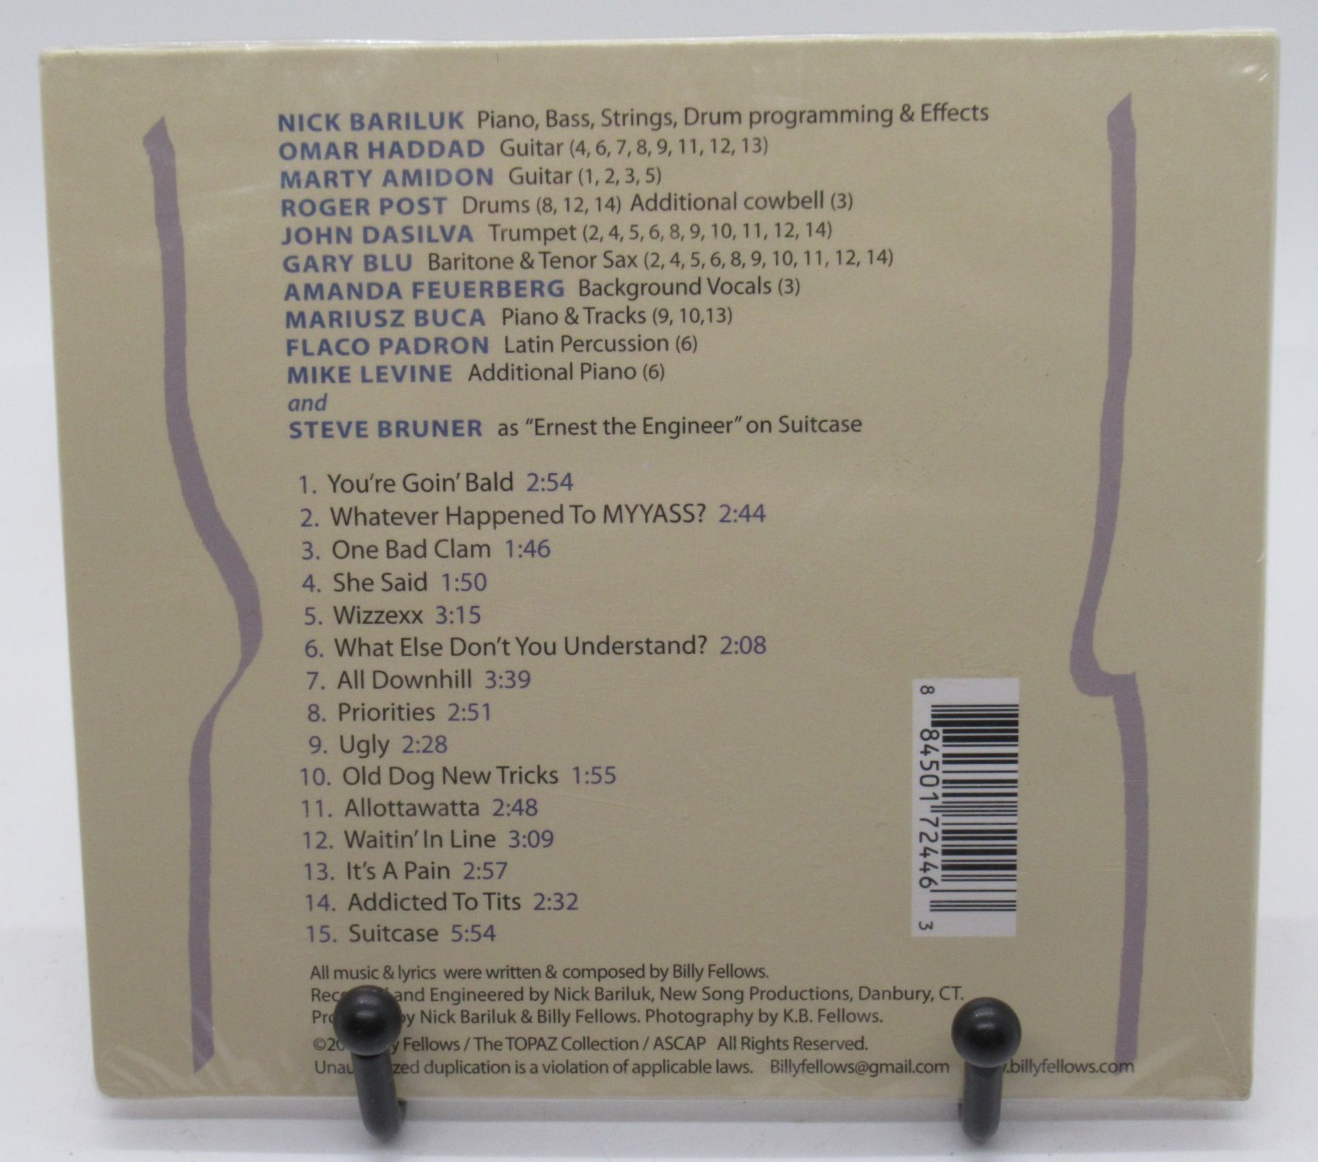 NICK BARILUK Piano, Bass, Strings, Drum programming & Effects
OMAR HADDAD Guitar (4, 6, 7, 8, 9, 11, 12, 13)
MARTY AMIDON Guitar (1, 2, 3, 5)
ROGER POST Drums (8, 12, 14) Additional cowbell (3)
JOHN DASILVA Trumpet (2, 4, 5, 6, 8, 9, 10, 11, 12, 14)
GARY BLU Baritone & Tenor Sax (2, 4, 5, 6, 8, 9, 10, 11, 12, 14)
AMANDA FEUERBERG Background Vocals (3)
MARIUSZ BUCA Piano & Tracks (9, 10,13)
FLACO PADRON Latin Percussion (6)
MIKE LEVINE Additional Piano (6)
and
STEVE BRUNER as “Ernest the Engineer” on Suitcase
1. You’re Goin’ Bald 2:54
2. Whatever Happened To MYYASS? 2:44
3. One Bad Clam 1:46
4. She Said 1:50
5. Wizzexx 3:15
6. What Else Don’t You Understand? 2:08
7. All Downhill 3:39
8. Priorities 2:51
9. Ugly 2:28
10. Old Dog New Tricks 1:55
11. Allottawatta 2:48
12. Waitin’ In Line 3:09
13. It’s A Pain 2:57
14. Addicted To Tits 2:32
15. Suitcase 5:54
8 84501 72446 3
All music & lyrics were written & composed by Billy Fellows.
and Engineered by Nick Bariluk, New Song Productions, Danbury, CT.
by Nick Bariluk & Billy Fellows. Photography by K.B. Fellows.
Fellows / The TOPAZ Collection / ASCAP All Rights Reserved.
duplication is a violation of applicable laws. Billyfellows@gmail.com .billyfellows.com